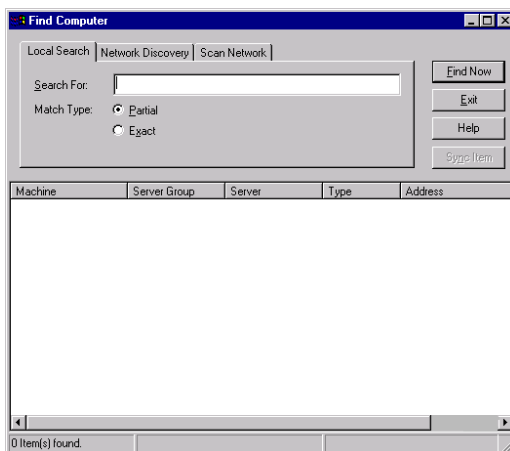 Find Computer
Local Search Network Discovery Scan Network
Find Now
Search For:
Exit
Match Type: Partial
Exact
Help
Sync Item
Machine Server Group Server Type Address
0 Item(s) found.